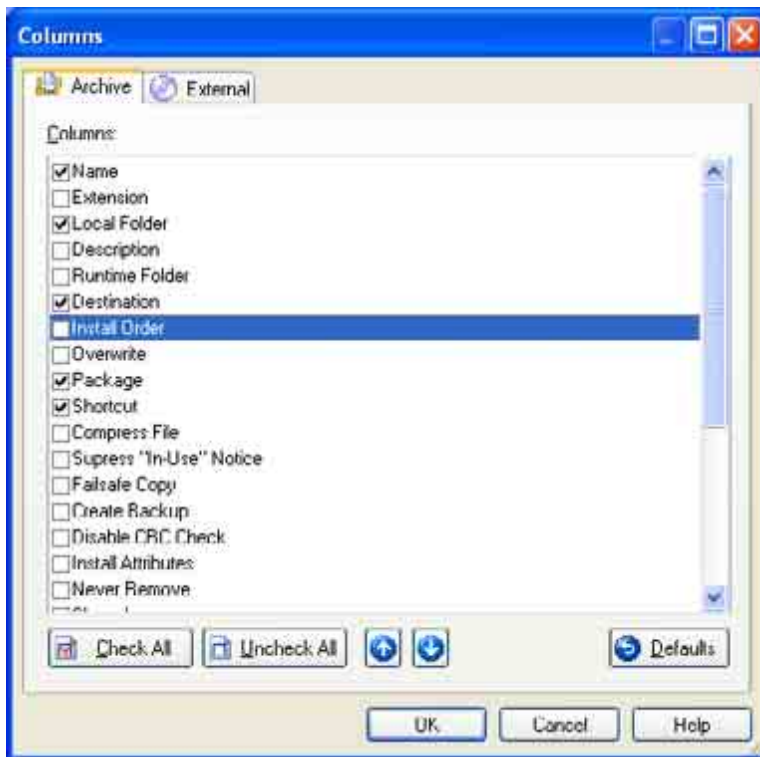 Columns
Archive
External
Columns:
Name
Extension
Local Folder
Description
Runtime Folder
Destination
Install Order
Overwrite
Package
Shortcut
Compress File
Supress "In-Use" Notice
Failsafe Copy
Create Backup
Disable CRC Check
Install Attributes
Never Remove
Check All
Uncheck All
Defaults
OK
Cancel
Help